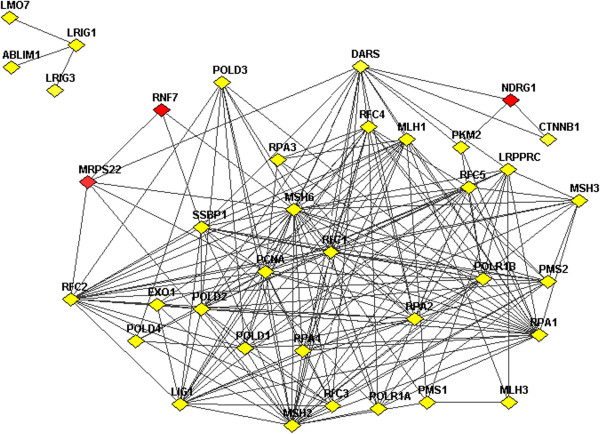 LMO7
LRIG1
ABLIM1
LRIG3
DARS
POLD3
NDRG1
RNF7
RFC4
MLH1
PKM2
CTNNB1
RPA3
LRPPRC
MRPS22
RFC5
MSH3
MSH6
SSBP1
RFC1
PCNA
POLR1B
PMS2
RFC2
EXO1
POLD2
RPA2
RPA1
POLD4
POLD1
RPA4
LIG1
RFC3
POLR1A
PMS1
MLH3
MSH2